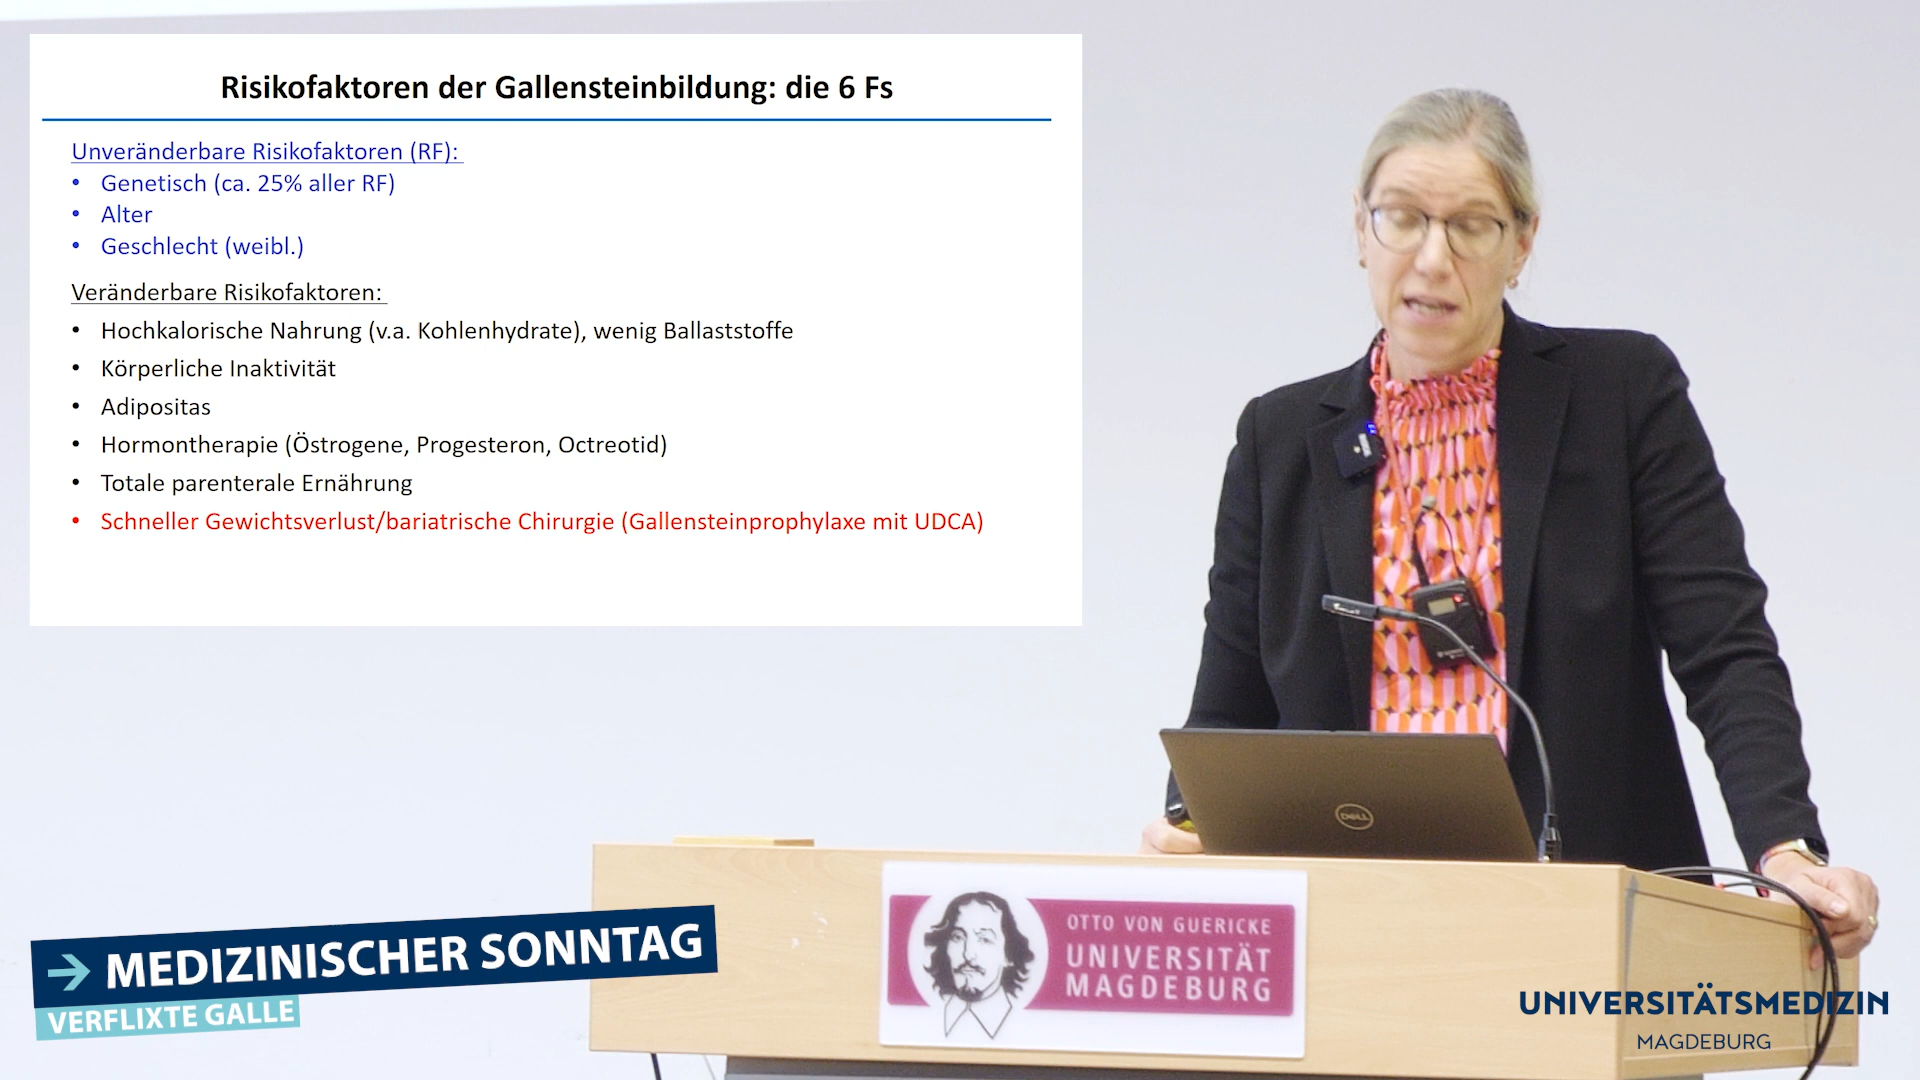 Risikofaktoren der Gallensteinbildung: die 6 Fs
Unveränderbare Risikofaktoren (RF):
• Genetisch (ca. 25% aller RF)
• Alter
• Geschlecht (weibl.)
Veränderbare Risikofaktoren:
• Hochkalorische Nahrung (v.a. Kohlenhydrate), wenig Ballaststoffe
• Körperliche Inaktivität
• Adipositas
• Hormontherapie (Östrogene, Progesteron, Octreotid)
• Totale parenterale Ernährung
• Schneller Gewichtsverlust/bariatrische Chirurgie (Gallensteinprophylaxe mit UDCA)
DELL
→ MEDIZINISCHER SONNTAG
VERFLIXTE GALLE
OTTO VON GUERICKE
UNIVERSITÄT
MAGDEBURG
UNIVERSITÄTSMEDIZIN
MAGDEBURG